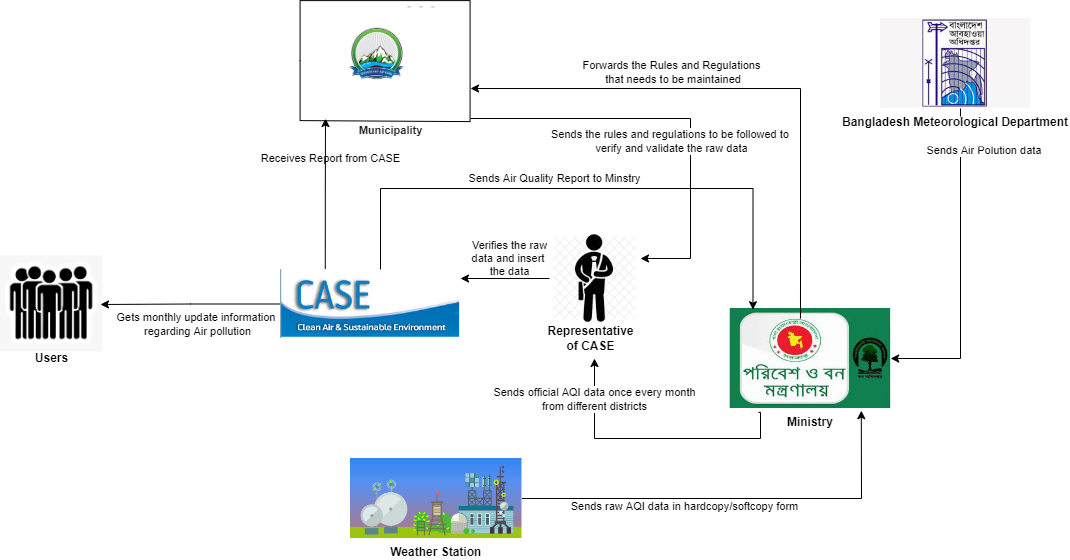 বাংলাদেশ
আবহাওয়া
অধিদপ্তর
Forwards the Rules and Regulations
that needs to be maintained
Bangladesh Meteorological Department
Municipality
Sends the rules and regulations to be followed to
verify and validate the raw data
Sends Air Polution data
Receives Report from CASE
Sends Air Quality Report to Minstry
Verifies the raw
data and insert
the data
CASE
Clean Air & Sustainable Environment
Gets monthly update information
regarding Air pollution
Users
Representative
of CASE
পরিবেশ ও বন
মন্ত্রণালয়
Sends official AQI data once every month
from different districts
Ministry
Sends raw AQI data in hardcopy/softcopy form
Weather Station